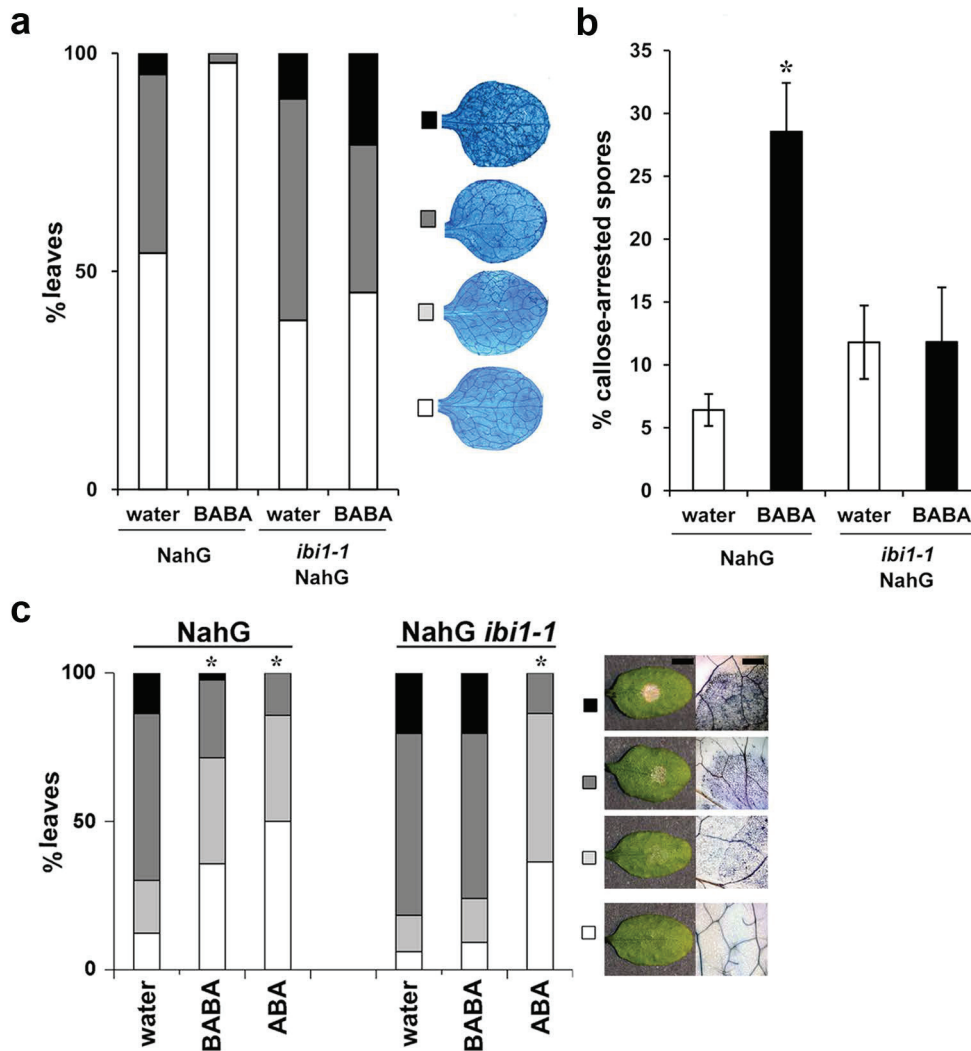 a
100
50
0
% leaves
water BABA water BABA
NahG
ibi1-1
NahG
b
35
30
25
20
15
10
5
0
% callose-arrested spores
*
water BABA water BABA
NahG
ibi1-1
NahG
c
NahG
NahG ibi1-1
* * *
100
50
0
% leaves
water BABA ABA water BABA ABA